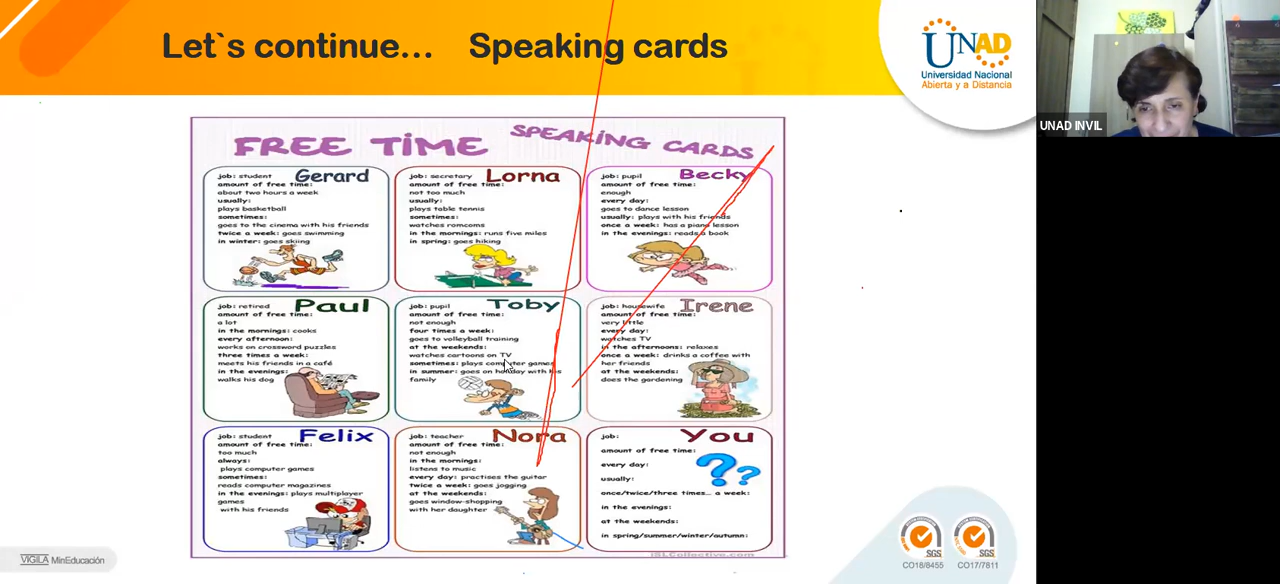 Let`s continue... Speaking cards
UNAD
Universidad Nacional
Abierta y a Distancia
UNAD INVIL
FREE TIME SPEAKING CARDS
Gerard
job: student
amount of free time:
about two hours a week
usually:
plays basketball
sometimes:
goes to the cinema with his friends
twice a week: goes swimming
in winter: goes skiing
Lorna
job: secretary
amount of free time:
not too much
usually:
plays table tennis
sometimes:
watches romcoms
in the mornings: runs five miles
in spring: goes hiking
Becky
job: pupil
amount of free time:
enough
every day:
goes to dance lesson
usually: plays with his friends
once a week: has a piano lesson
in the evenings: reads a book
Paul
job: retired
amount of free time:
a lot
in the mornings: cooks
every afternoon:
works on crossword puzzles
three times a week:
meets his friends in a café
in the evenings:
walks his dog
Toby
job: pupil
amount of free time:
not enough
four times a week:
goes to volleyball training
at the weekends:
watches cartoons on TV
sometimes: plays computer games
in summer: goes on holiday with his
family
Irene
job: housewife
amount of free time:
very little
every day:
watches TV
in the afternoons: relaxes
once a week: drinks a coffee with
her friends
at the weekends:
does the gardening
Felix
job: student
amount of free time:
too much
always:
plays computer games
sometimes:
reads computer magazines
in the evenings: plays multiplayer
games
with his friends
Nora
job: teacher
amount of free time:
not enough
in the mornings:
listens to music
every day: practises the guitar
twice a week: goes jogging
at the weekends:
goes window-shopping
with her daughter
You
job:
amount of free time:
every day:
usually:
once/twice/three times... a week:
in the evenings:
at the weekends:
in spring/summer/winter/autumn:
??
iSLCollective.com
VIGILA MinEducación
SGS SGS
CO18/8455 CO17/7811